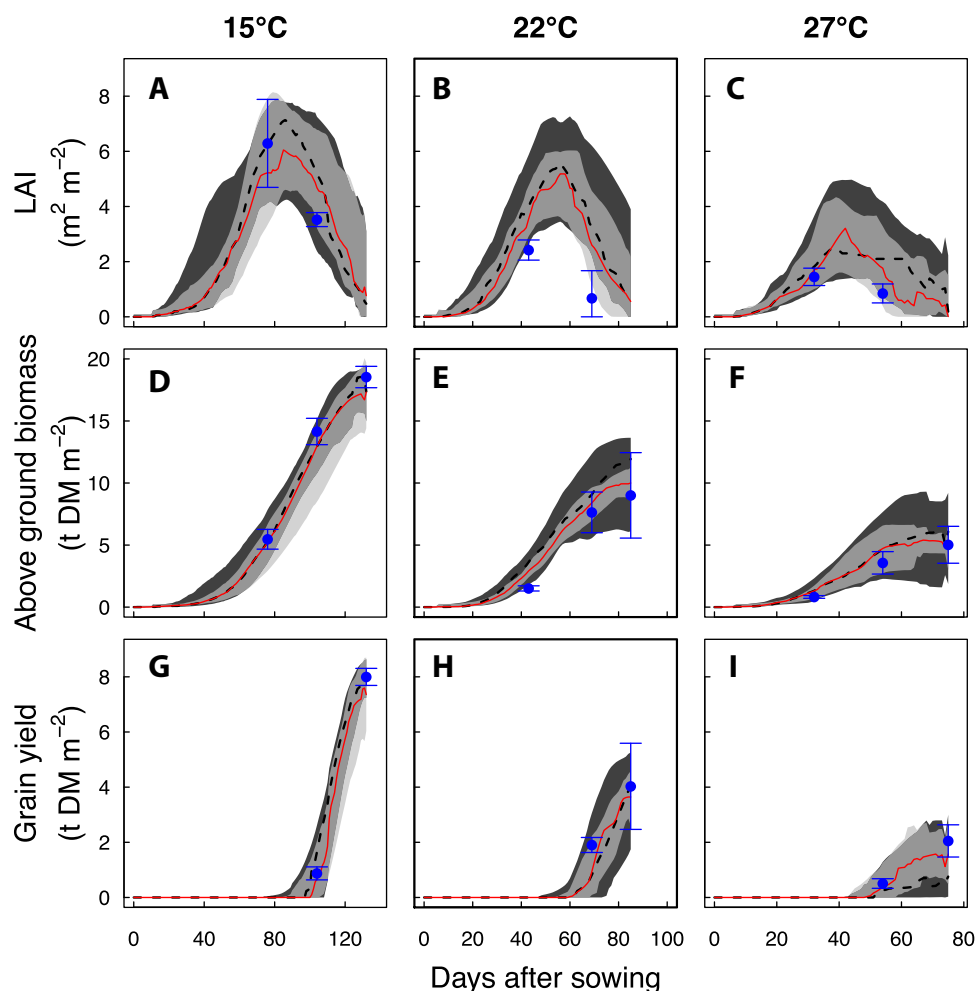 15°C 22°C 27°C
A B C
LAI
(m² m⁻²)
8
6
4
2
0
D E F
Above ground biomass
(t DM m⁻²)
20
15
10
5
0
G H I
Grain yield
(t DM m⁻²)
8
6
4
2
0
0 40 80 120 0 20 40 60 80 100 0 20 40 60 80
Days after sowing